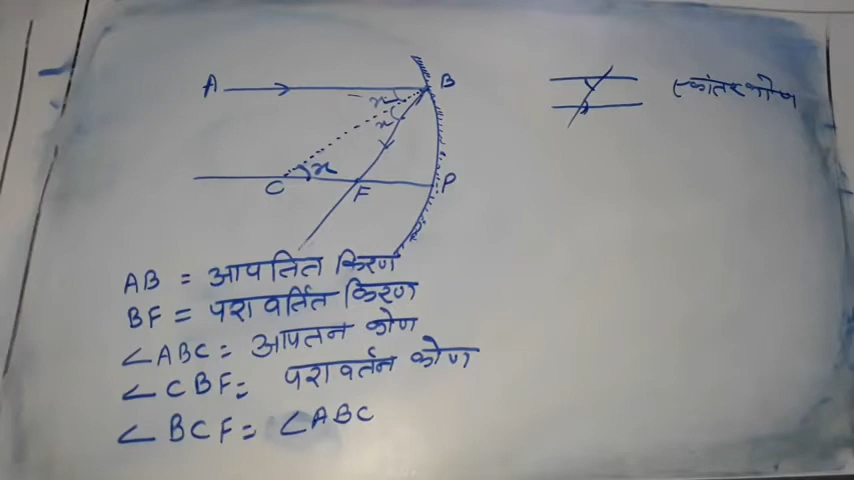 A
B
x
x
एकांतर कोण
C
x
F
P
AB = आपतित किरण
BF = परावर्तित किरण
∠ABC = आपतन कोण
∠CBF = परावर्तन कोण
∠BCF = ∠ABC